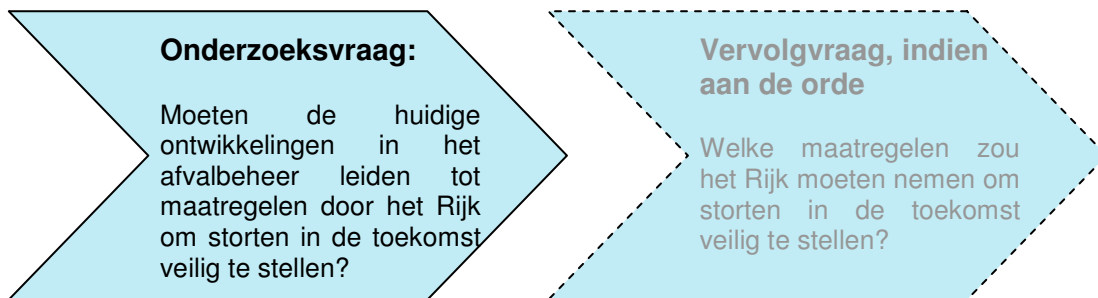 Onderzoeksvraag:
Moeten de huidige
ontwikkelingen in het
afvalbeheer leiden tot
maatregelen door het Rijk
om storten in de toekomst
veilig te stellen?
Vervolgvraag, indien
aan de orde
Welke maatregelen zou
het Rijk moeten nemen om
storten in de toekomst
veilig te stellen?